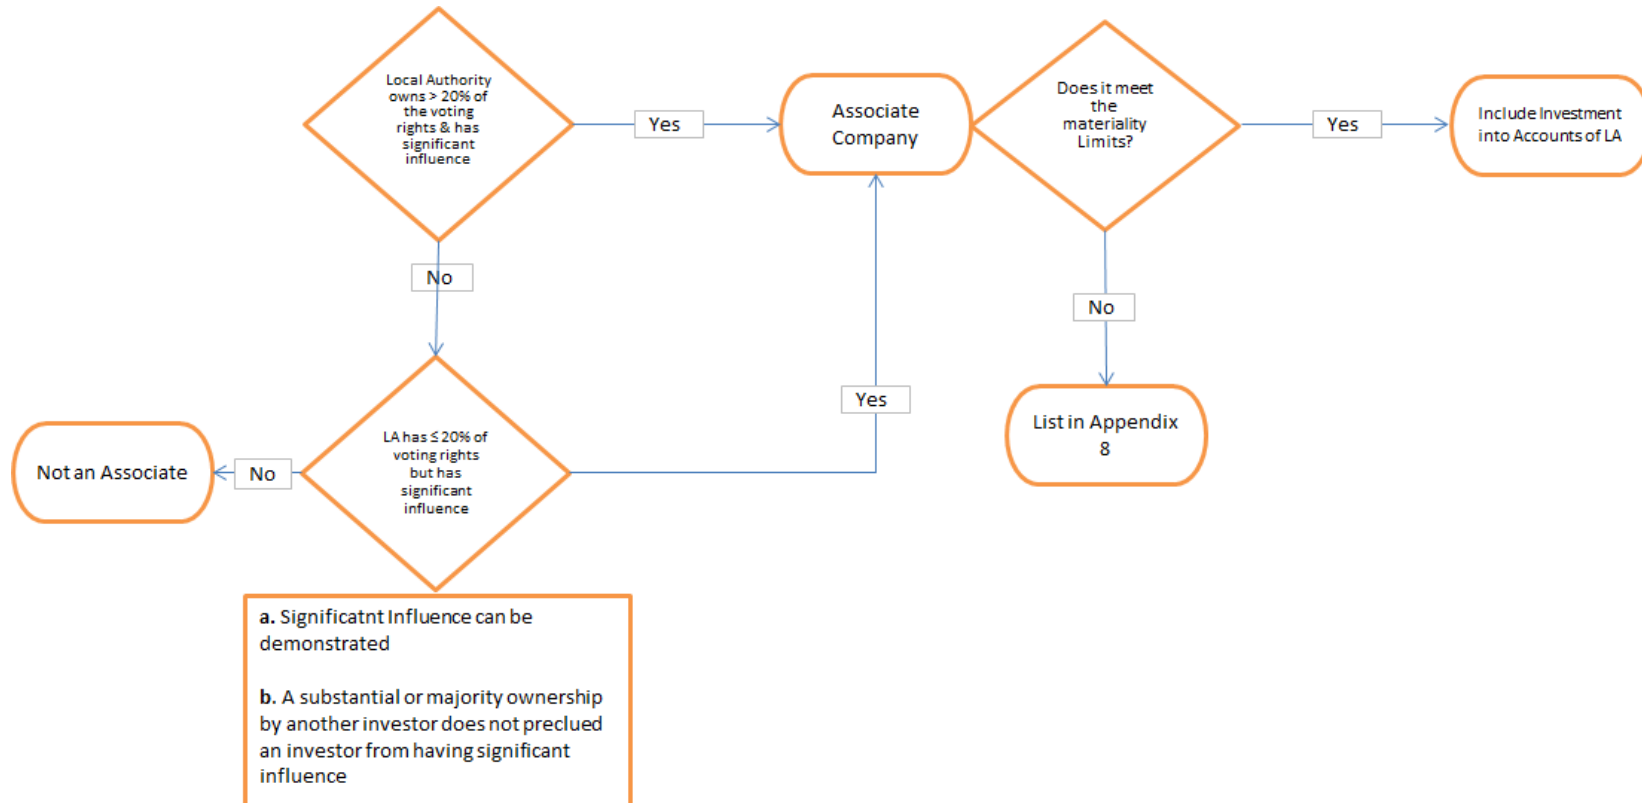 Local Authority
owns > 20% of
the voting
rights & has
significant
influence
Yes
Associate
Company
Does it meet
the
materiality
Limits?
Yes
Include Investment
into Accounts of LA
No
No
List in Appendix
8
Yes
LA has ≤ 20% of
voting rights
but has
significant
influence
No
Not an Associate
a. Significatnt Influence can be
demonstrated
b. A substantial or majority ownership
by another investor does not preclued
an investor from having significant
influence